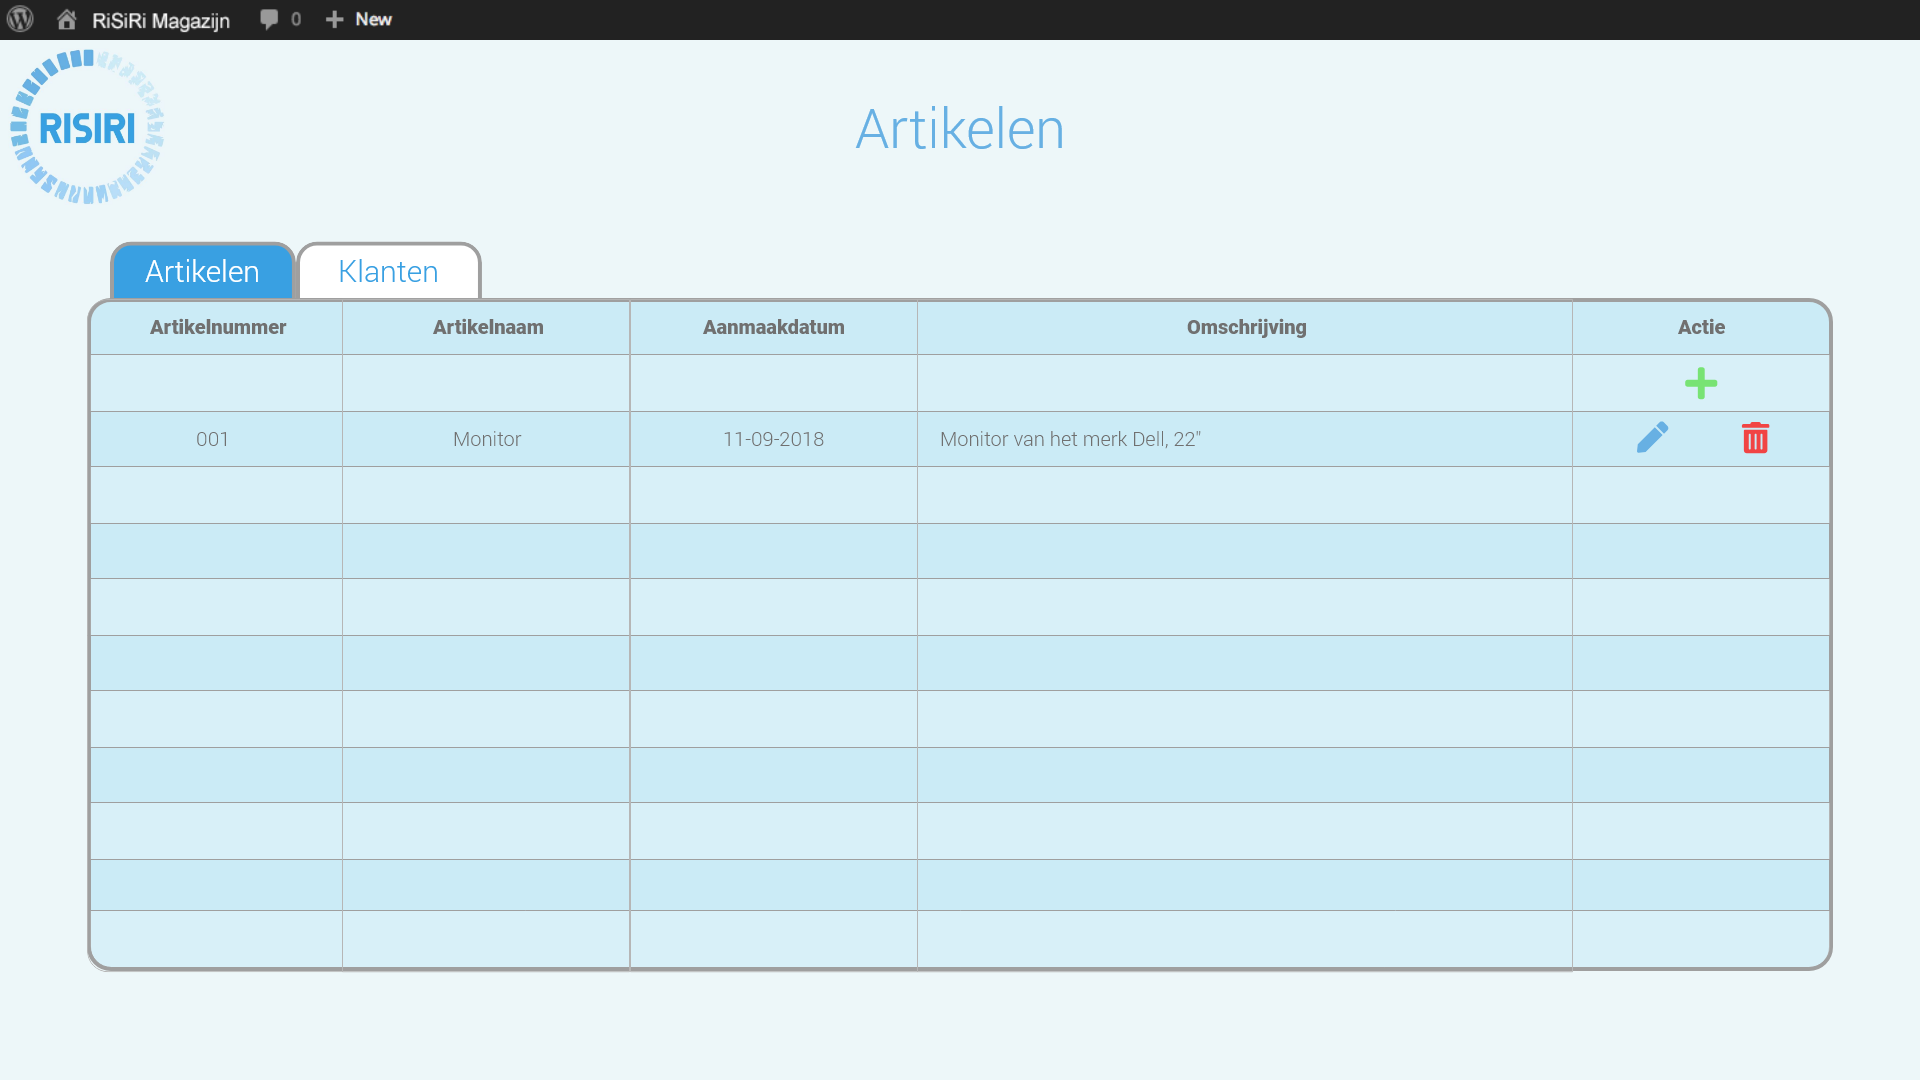 RiSiRi Magazijn 0 New
RISIRI
Artikelen
Artikelen Klanten
Artikelnummer Artikelnaam Aanmaakdatum Omschrijving Actie
001 Monitor 11-09-2018 Monitor van het merk Dell, 22"